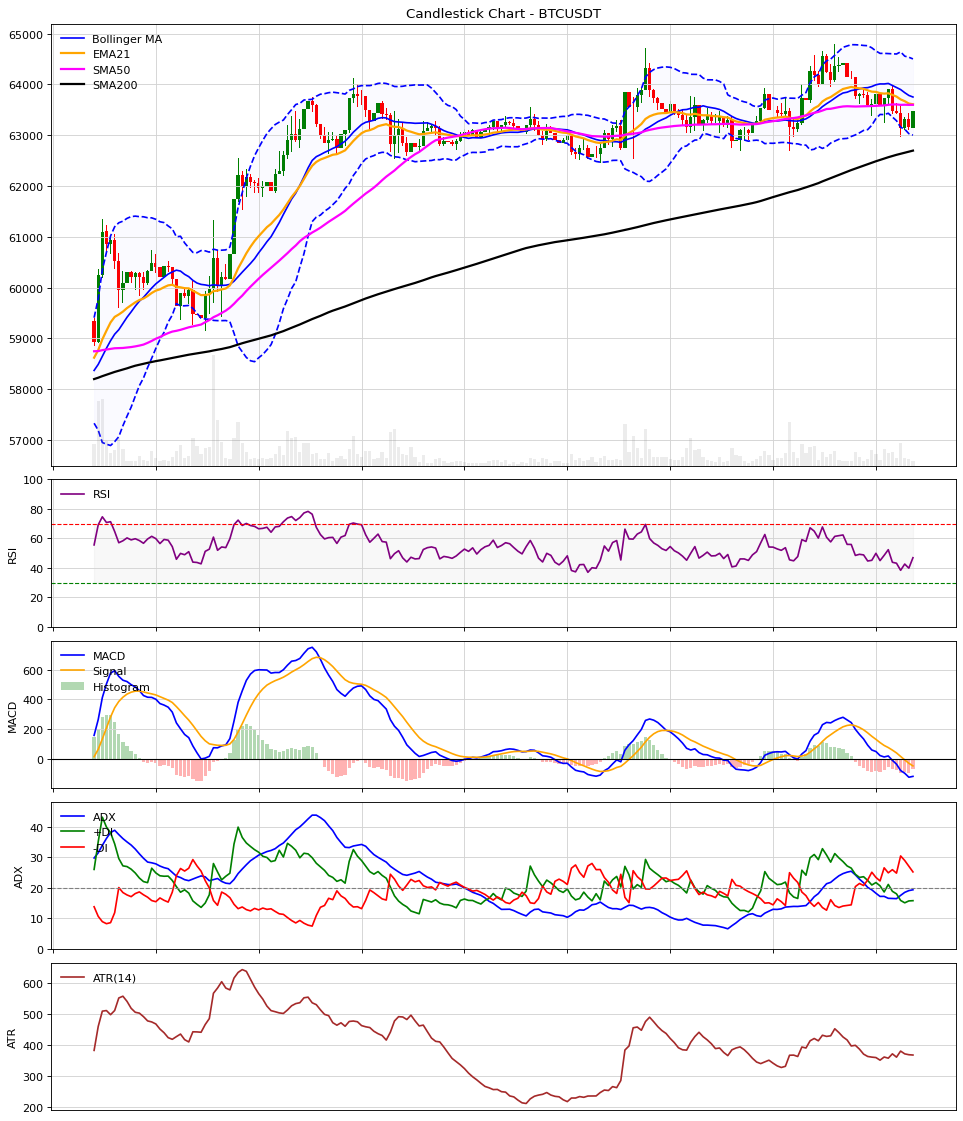 Candlestick Chart - BTCUSDT
65000
64000
63000
62000
61000
60000
59000
58000
57000
Bollinger MA
EMA21
SMA50
SMA200
100
80
60
40
20
0
RSI
RSI
600
400
200
0
MACD
MACD
Signal
Histogram
40
30
20
10
0
ADX
ADX
+DI
-DI
600
500
400
300
200
ATR
ATR(14)